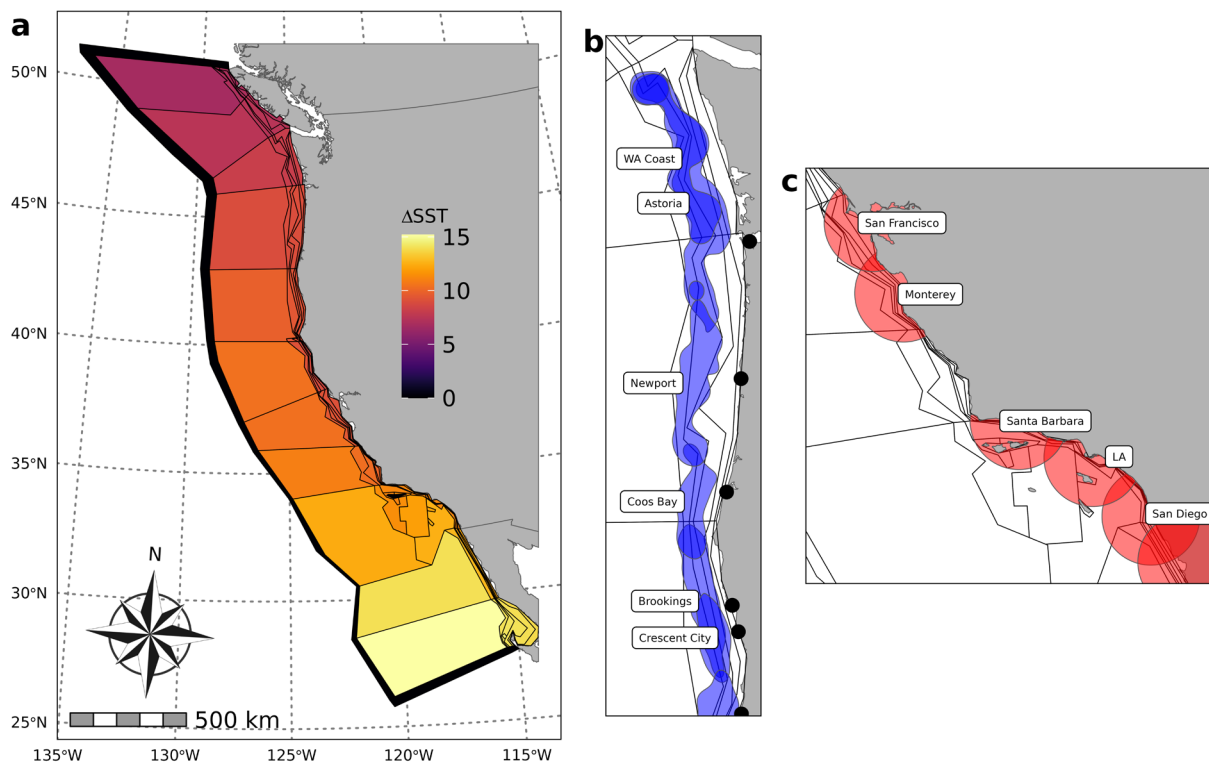 a
50°N
45°N
40°N
35°N
30°N
25°N
135°W
130°W
125°W
120°W
115°W
ΔSST
15
10
5
0
N
500 km
b
WA Coast
Astoria
Newport
Coos Bay
Brookings
Crescent City
c
San Francisco
Monterey
Santa Barbara
LA
San Diego